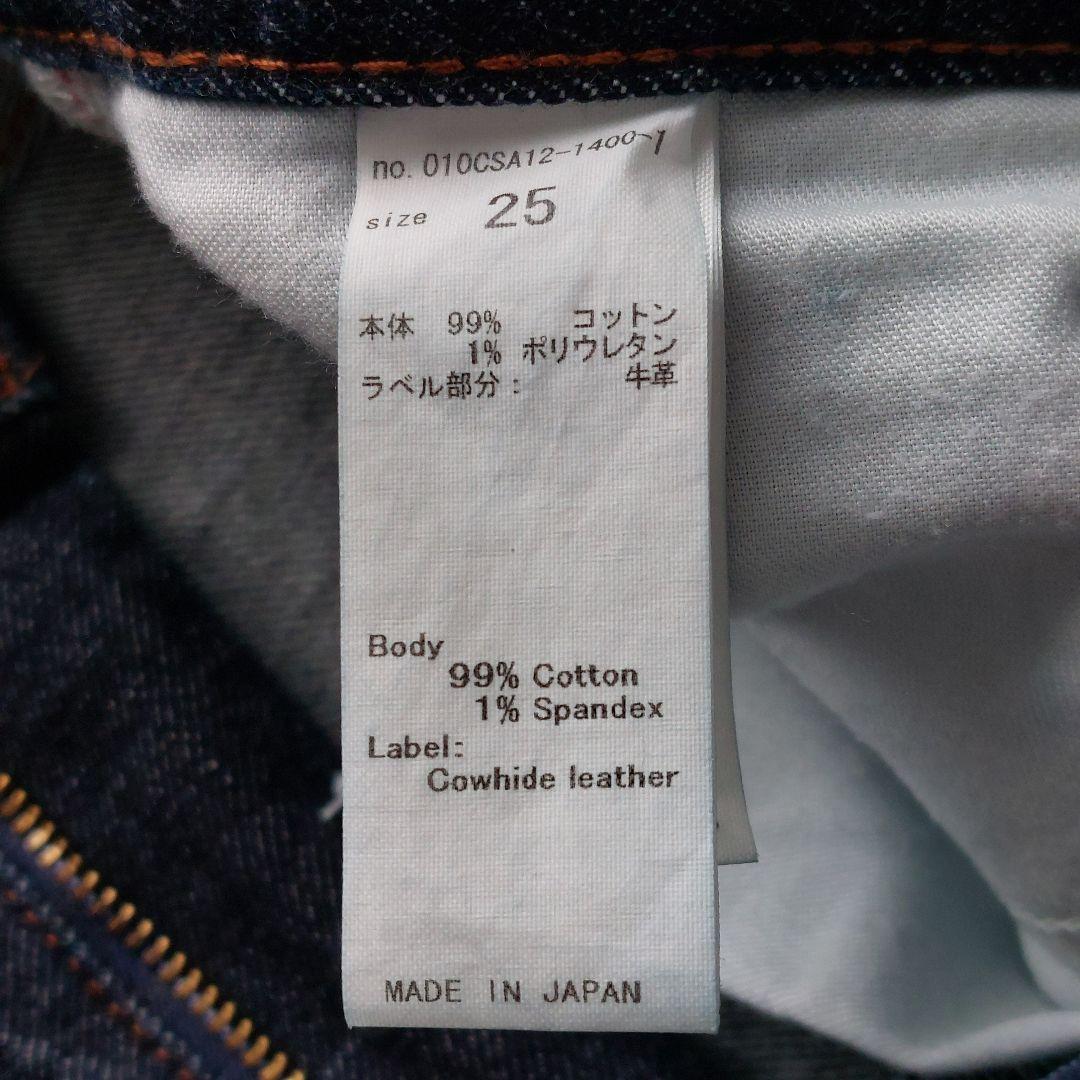 no. 010CSA12-1400-1
size 25
本体 99% コットン
1% ポリウレタン
ラベル部分: 牛革
Body
99% Cotton
1% Spandex
Label:
Cowhide leather
MADE IN JAPAN